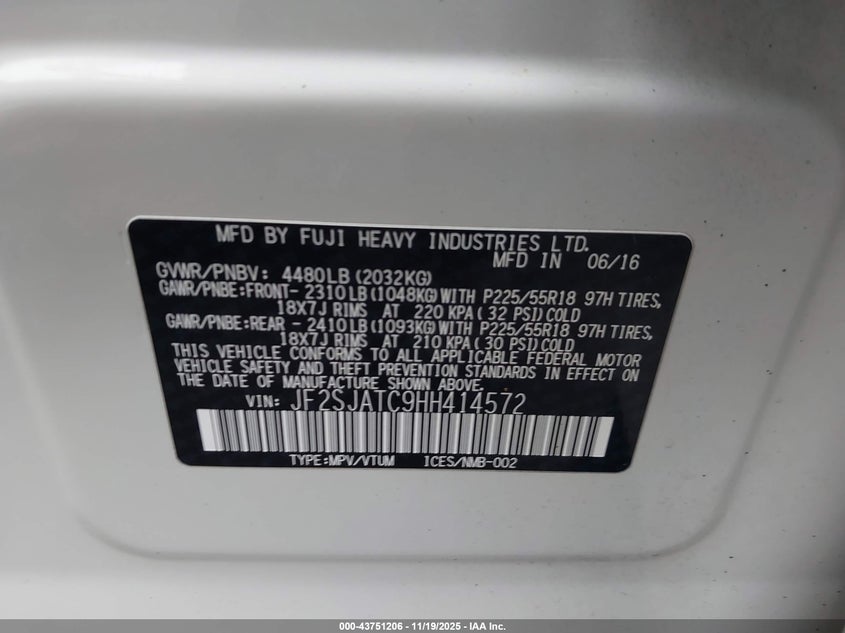 MFD BY FUJI HEAVY INDUSTRIES LTD.
MFD IN 06/16
GVWR/PNBV: 4480LB(2032KG)
GAWR/PNBE:FRONT- 2310LB(1048KG)WITH P225/55R18 97H TIRES,
18X7J RIMS AT 220 KPA( 32 PSI)COLD
GAWR/PNBE:REAR - 2410LB(1093KG)WITH P225/55R18 97H TIRES,
18X7J RIMS AT 210 KPA( 30 PSI)COLD
THIS VEHICLE CONFORMS TO ALL APPLICABLE FEDERAL MOTOR
VEHICLE SAFETY AND THEFT PREVENTION STANDARDS IN EFFECT ON
THE DATE OF MANUFACTURE SHOWN ABOVE.
VIN: JF2SJATC9HH414572
TYPE:MPV/VTUM ICES/NMB-002
000-43751206 - 11/19/2025 - IAA Inc.